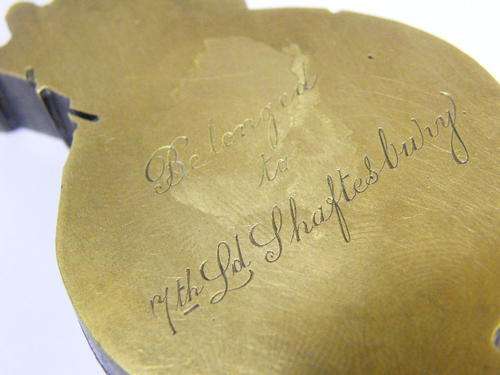 Belonged
to
7th Ld Shaftesbury.